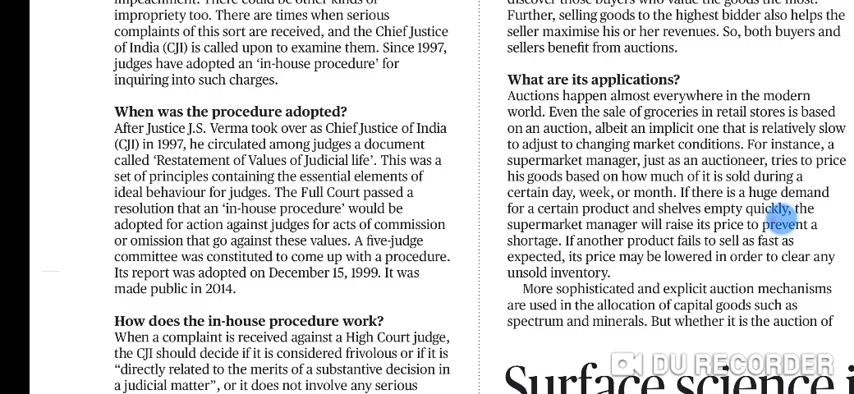 impeachment. There could be other kinds of
impropriety too. There are times when serious
complaints of this sort are received, and the Chief Justice
of India (CJI) is called upon to examine them. Since 1997,
judges have adopted an ‘in-house procedure’ for
inquiring into such charges.
When was the procedure adopted?
After Justice J.S. Verma took over as Chief Justice of India
(CJI) in 1997, he circulated among judges a document
called ‘Restatement of Values of Judicial life’. This was a
set of principles containing the essential elements of
ideal behaviour for judges. The Full Court passed a
resolution that an ‘in-house procedure’ would be
adopted for action against judges for acts of commission
or omission that go against these values. A five-judge
committee was constituted to come up with a procedure.
Its report was adopted on December 15, 1999. It was
made public in 2014.
How does the in-house procedure work?
When a complaint is received against a High Court judge,
the CJI should decide if it is considered frivolous or if it is
“directly related to the merits of a substantive decision in
a judicial matter”, or it does not involve any serious
discover those buyers who value the goods the most.
Further, selling goods to the highest bidder also helps the
seller maximise his or her revenues. So, both buyers and
sellers benefit from auctions.
What are its applications?
Auctions happen almost everywhere in the modern
world. Even the sale of groceries in retail stores is based
on an auction, albeit an implicit one that is relatively slow
to adjust to changing market conditions. For instance, a
supermarket manager, just as an auctioneer, tries to price
his goods based on how much of it is sold during a
certain day, week, or month. If there is a huge demand
for a certain product and shelves empty quickly, the
supermarket manager will raise its price to prevent a
shortage. If another product fails to sell as fast as
expected, its price may be lowered in order to clear any
unsold inventory.
More sophisticated and explicit auction mechanisms
are used in the allocation of capital goods such as
spectrum and minerals. But whether it is the auction of
Surface science i
DU RECORDER